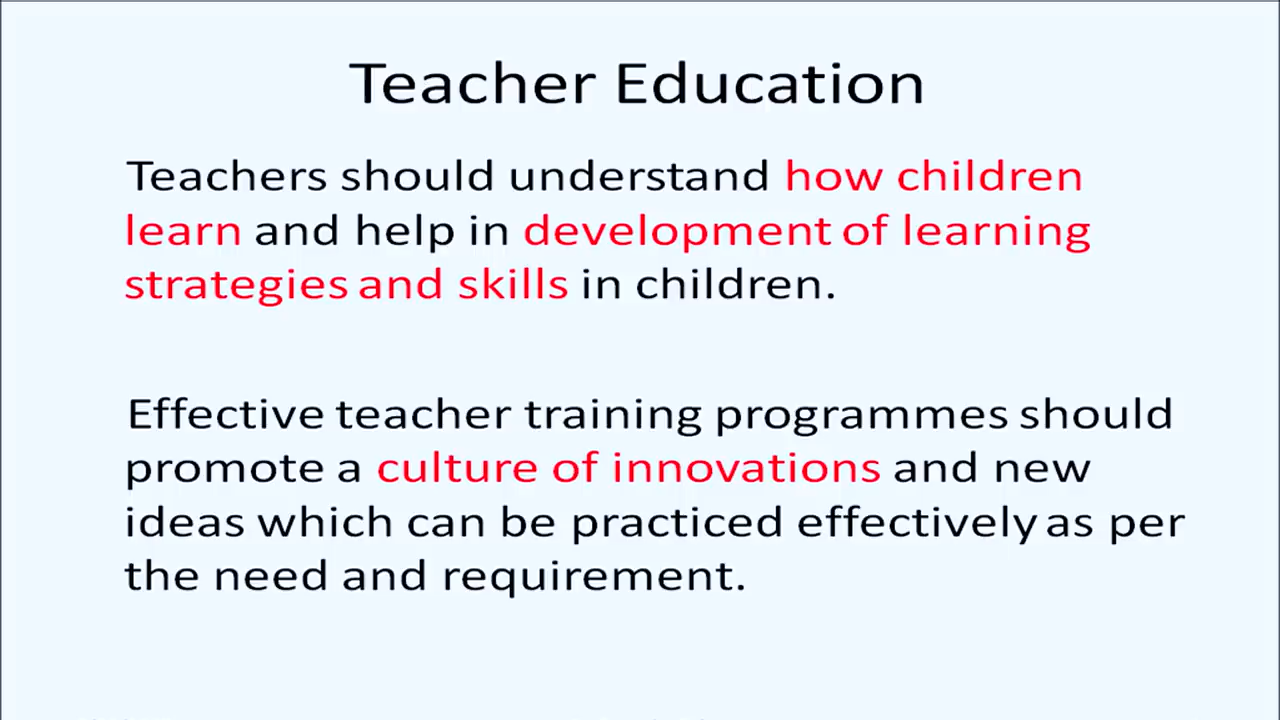 Teacher Education
Teachers should understand how children
learn and help in development of learning
strategies and skills in children.
Effective teacher training programmes should
promote a culture of innovations and new
ideas which can be practiced effectively as per
the need and requirement.